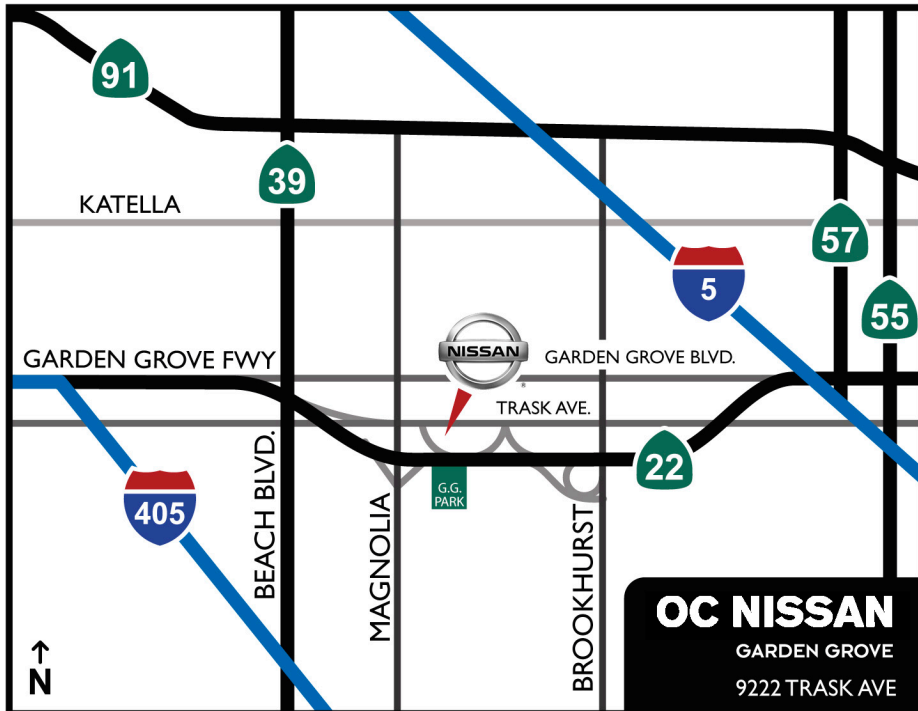 91
39
KATELLA
57
5
55
NISSAN
GARDEN GROVE FWY
GARDEN GROVE BLVD.
TRASK AVE.
22
405
G.G.
PARK
BEACH BLVD.
MAGNOLIA
BROOKHURST
N
OC NISSAN
GARDEN GROVE
9222 TRASK AVE